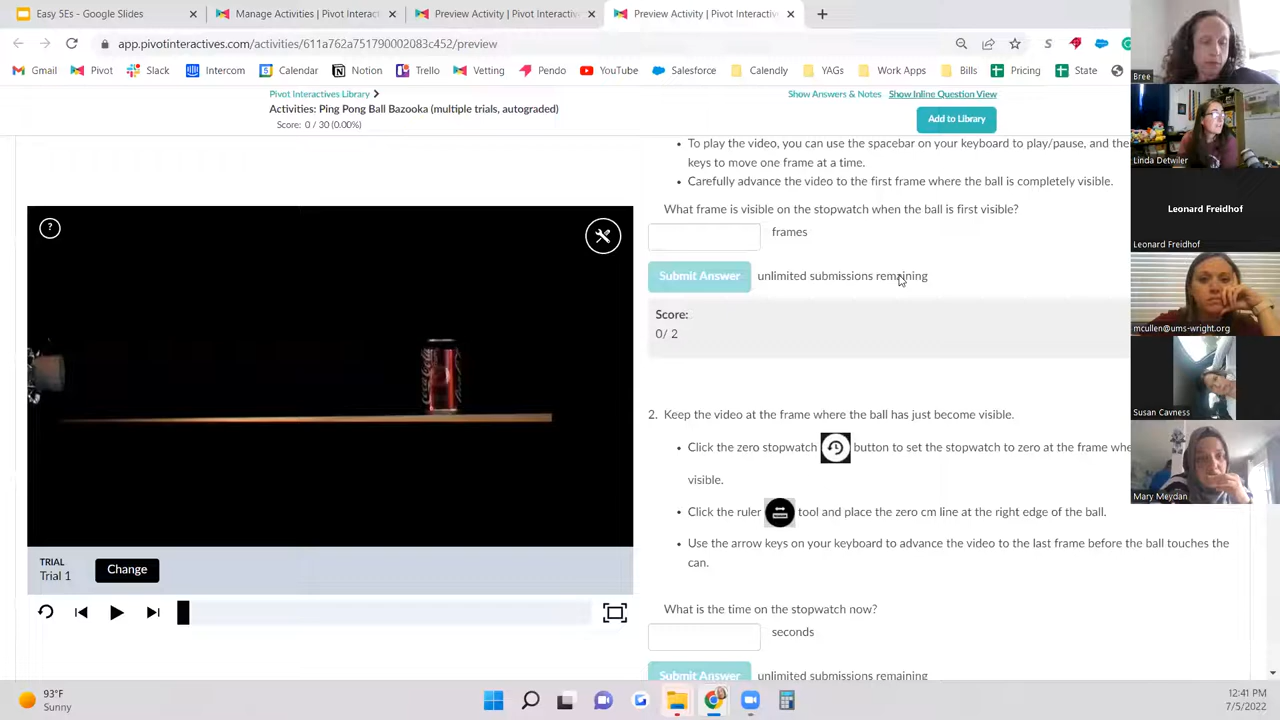 Easy 5Es - Google Slides
Manage Activities - Pivot Interac
Preview Activity | Pivot Interact
Preview Activity | Pivot Interact
app.pivotinteractives.com/activities/611a762a753790002088c452/preview
Gmail
Pivot
Slack
Intercom
Calendar
Trello
Vetting
Pendo
YouTube
Salesforce
Calendly
YAGs
Work Apps
Bills
Pricing
State
Bree
Pivot Interactives Library
Show Answers & Notes
Show Inline Question View
Ping Pong Ball Bazooka (multiple trials, autograded)
Score: 0 / 30 (0.00%)
Add to Library
To play the video, you can use the spacebar on your keyboard to play/pause, and the
keys to move one frame at a time.
Carefully advance the video to the first frame where the ball is completely visible.
Linda Detwiler
What frame is visible on the stopwatch when the ball is first visible?
frames
Leonard Freidhof
Leonard Freidhof
?
Submit Answer
unlimited submissions remaining
Score:
0/ 2
mcullen@ums-wright.org
2. Keep the video at the frame where the ball has just become visible.
Click the zero stopwatch button to set the stopwatch to zero at the frame
visible.
Susan Cavness
Click the ruler tool and place the zero cm line at the right edge of the ball.
Mary Meydan
Use the arrow keys on your keyboard to advance the video to the last frame before the ball touches the
can.
TRIAL
Trial 1
Change
What is the time on the stopwatch now?
seconds
Submit Answer
unlimited submissions remaining
93°F
Sunny
12:41 PM
7/5/2022